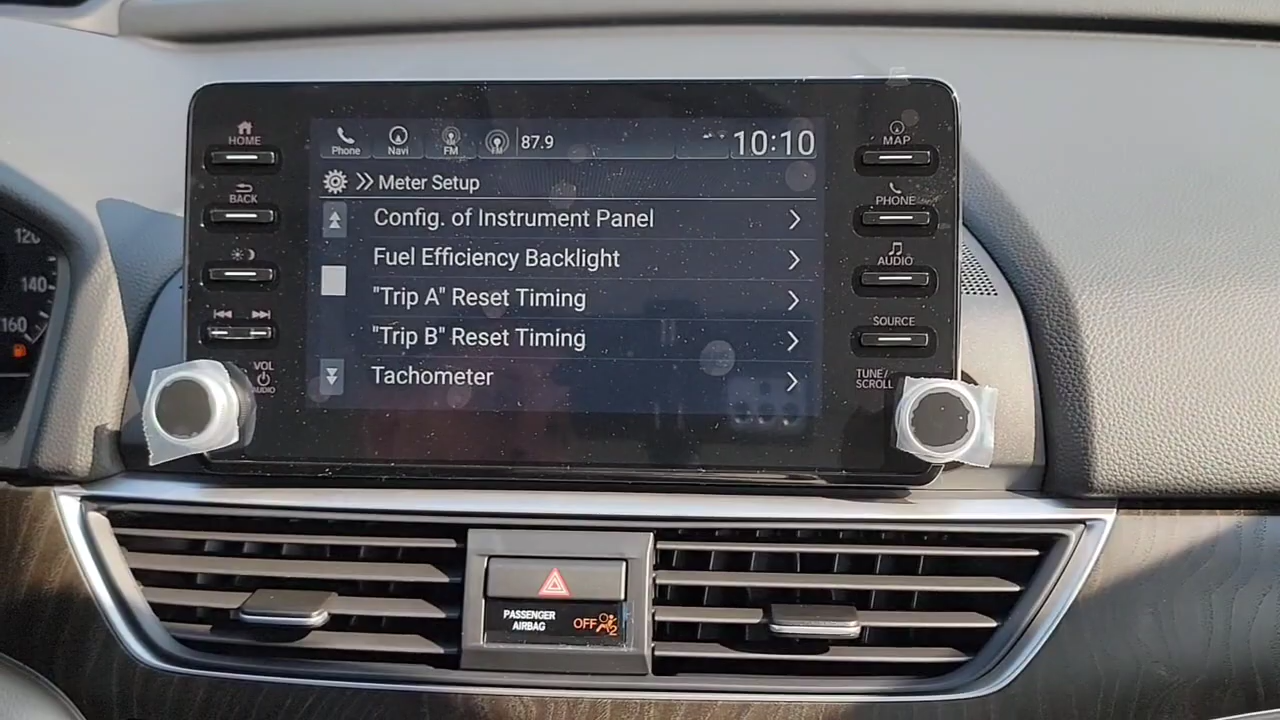 HOME
BACK
VOL
AUDIO
Phone
Navi
FM
FM
87.9
10:10
Meter Setup
Config. of Instrument Panel
Fuel Efficiency Backlight
"Trip A" Reset Timing
"Trip B" Reset Timing
Tachometer
MAP
PHONE
AUDIO
SOURCE
TUNE/
SCROLL
120
140
160
PASSENGER
AIRBAG
OFF
2